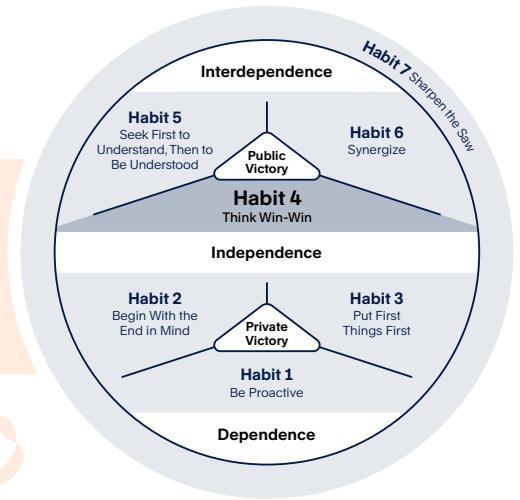 Habit 7 Sharpen the Saw
Interdependence
Habit 5
Seek First to
Understand, Then to
Be Understood
Habit 6
Synergize
Public
Victory
Habit 4
Think Win-Win
Independence
Habit 2
Begin With the
End in Mind
Habit 3
Put First
Things First
Private
Victory
Habit 1
Be Proactive
Dependence